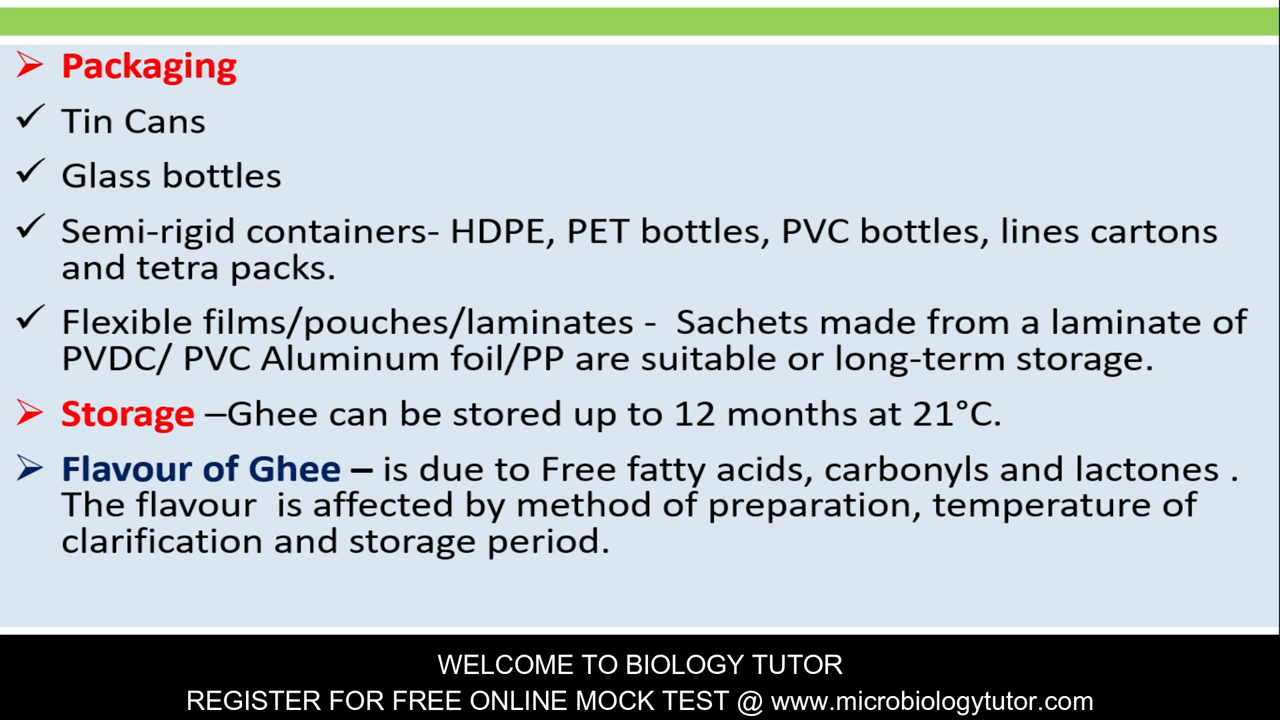 ➢ Packaging
✓ Tin Cans
✓ Glass bottles
✓ Semi-rigid containers- HDPE, PET bottles, PVC bottles, lines cartons
and tetra packs.
✓ Flexible films/pouches/laminates - Sachets made from a laminate of
PVDC/ PVC Aluminum foil/PP are suitable or long-term storage.
➢ Storage –Ghee can be stored up to 12 months at 21°C.
➢ Flavour of Ghee – is due to Free fatty acids, carbonyls and lactones .
The flavour is affected by method of preparation, temperature of
clarification and storage period.
WELCOME TO BIOLOGY TUTOR
REGISTER FOR FREE ONLINE MOCK TEST @ www.microbiologytutor.com